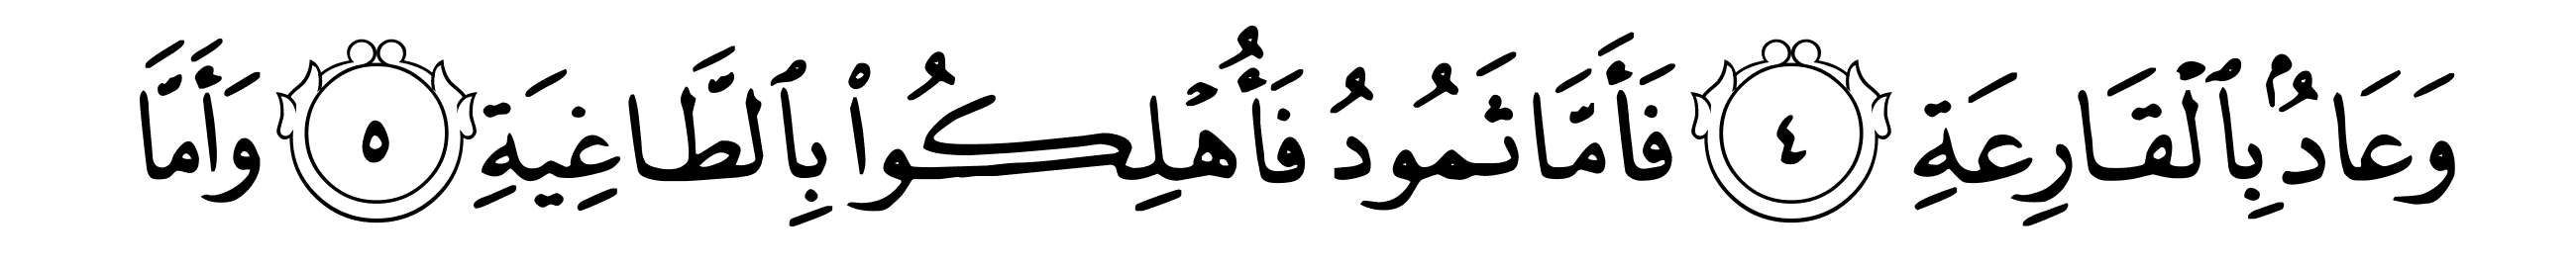 وَعَادُۢ بِٱلْقَارِعَةِ ٤ فَأَمَّا ثَمُودُ فَأُهْلِكُوا۟ بِٱلطَّاغِيَةِ ٥ وَأَمَّا